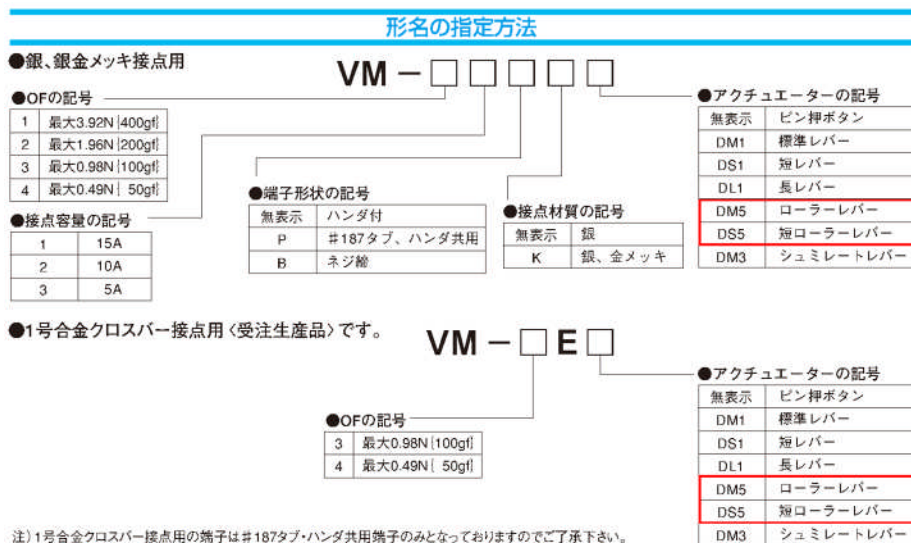 形名の指定方法
●銀、銀金メッキ接点用
VM − □ □ □ □ □
●OFの記号
1 最大3.92N{400gf}
2 最大1.96N{200gf}
3 最大0.98N{100gf}
4 最大0.49N{ 50gf}
●接点容量の記号
1 15A
2 10A
3 5A
●端子形状の記号
無表示 ハンダ付
P ♯187タブ、ハンダ共用
B ネジ締
●接点材質の記号
無表示 銀
K 銀、金メッキ
●アクチュエーターの記号
無表示 ピン押ボタン
DM1 標準レバー
DS1 短レバー
DL1 長レバー
DM5 ローラーレバー
DS5 短ローラーレバー
DM3 シュミレートレバー
●1号合金クロスバー接点用〈受注生産品〉です。
VM − □ E □
●OFの記号
3 最大0.98N{100gf}
4 最大0.49N{ 50gf}
●アクチュエーターの記号
無表示 ピン押ボタン
DM1 標準レバー
DS1 短レバー
DL1 長レバー
DM5 ローラーレバー
DS5 短ローラーレバー
DM3 シュミレートレバー
注）1号合金クロスバー接点用の端子は♯187タブ・ハンダ共用端子のみとなっておりますのでご了承下さい。